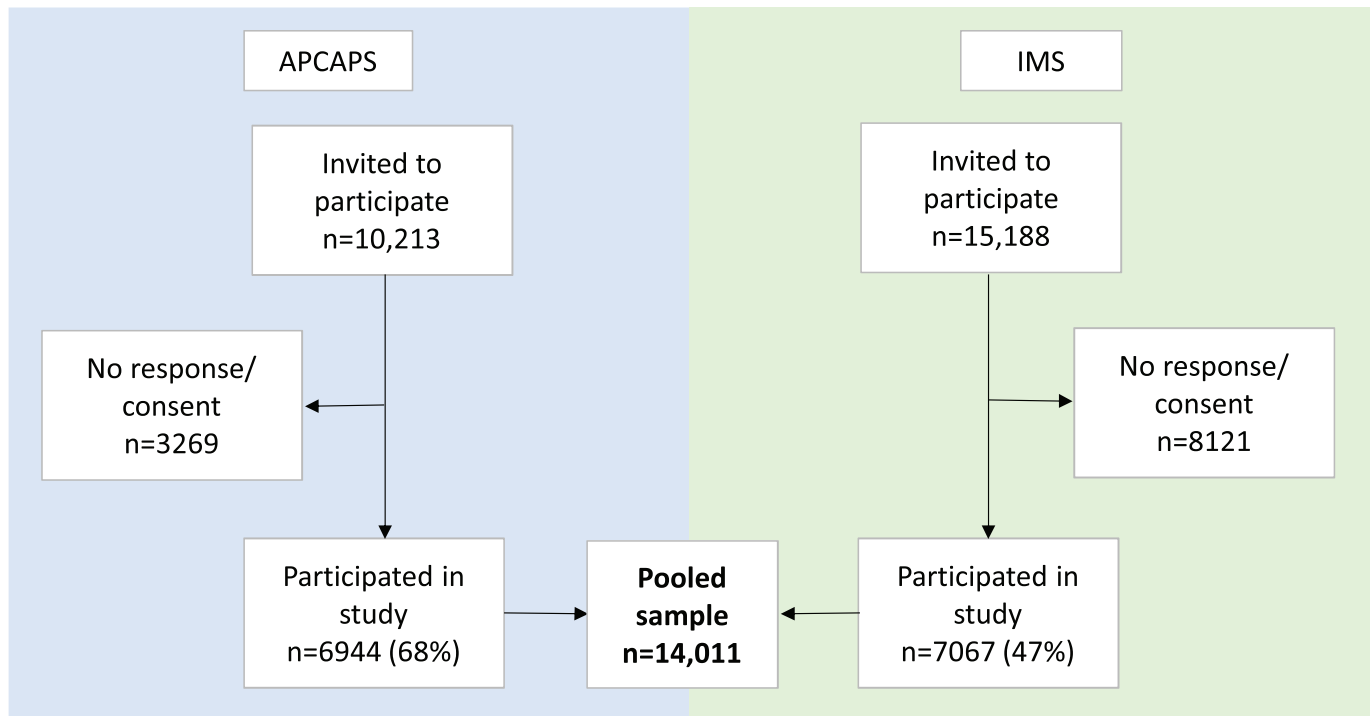 APCAPS
Invited to
participate
n=10,213
No response/
consent
n=3269
Participated in
study
n=6944 (68%)
Pooled
sample
n=14,011
IMS
Invited to
participate
n=15,188
No response/
consent
n=8121
Participated in
study
n=7067 (47%)